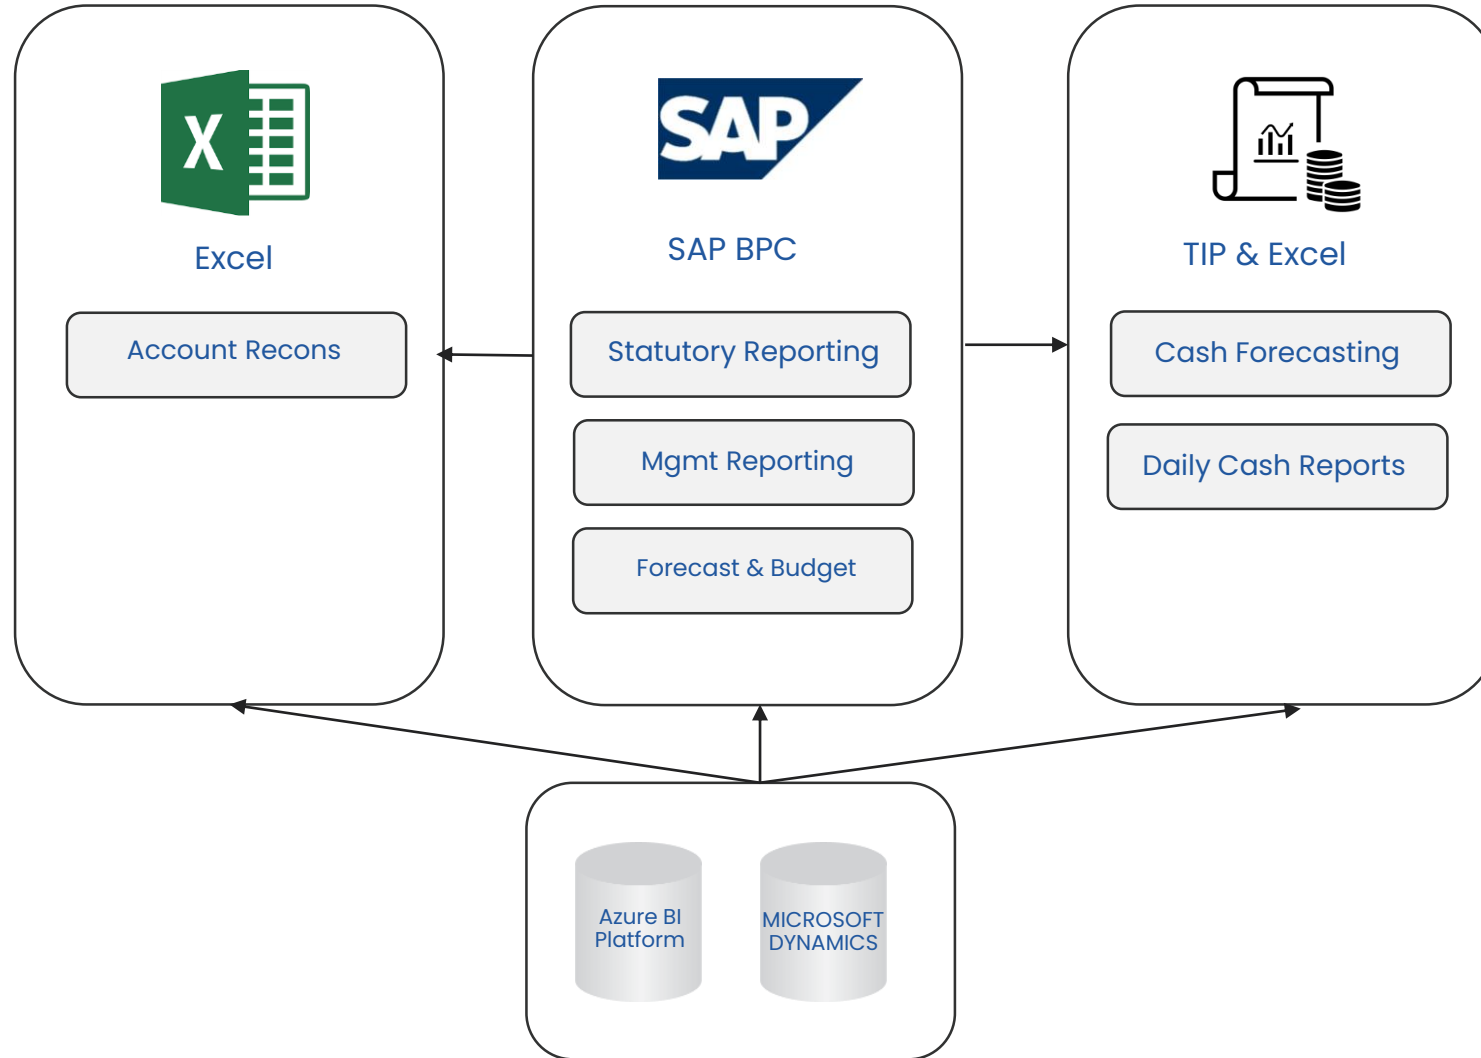 X
Excel
Account Recons
SAP
SAP BPC
Statutory Reporting
Mgmt Reporting
Forecast & Budget
TIP & Excel
Cash Forecasting
Daily Cash Reports
Azure BI
Platform
MICROSOFT
DYNAMICS